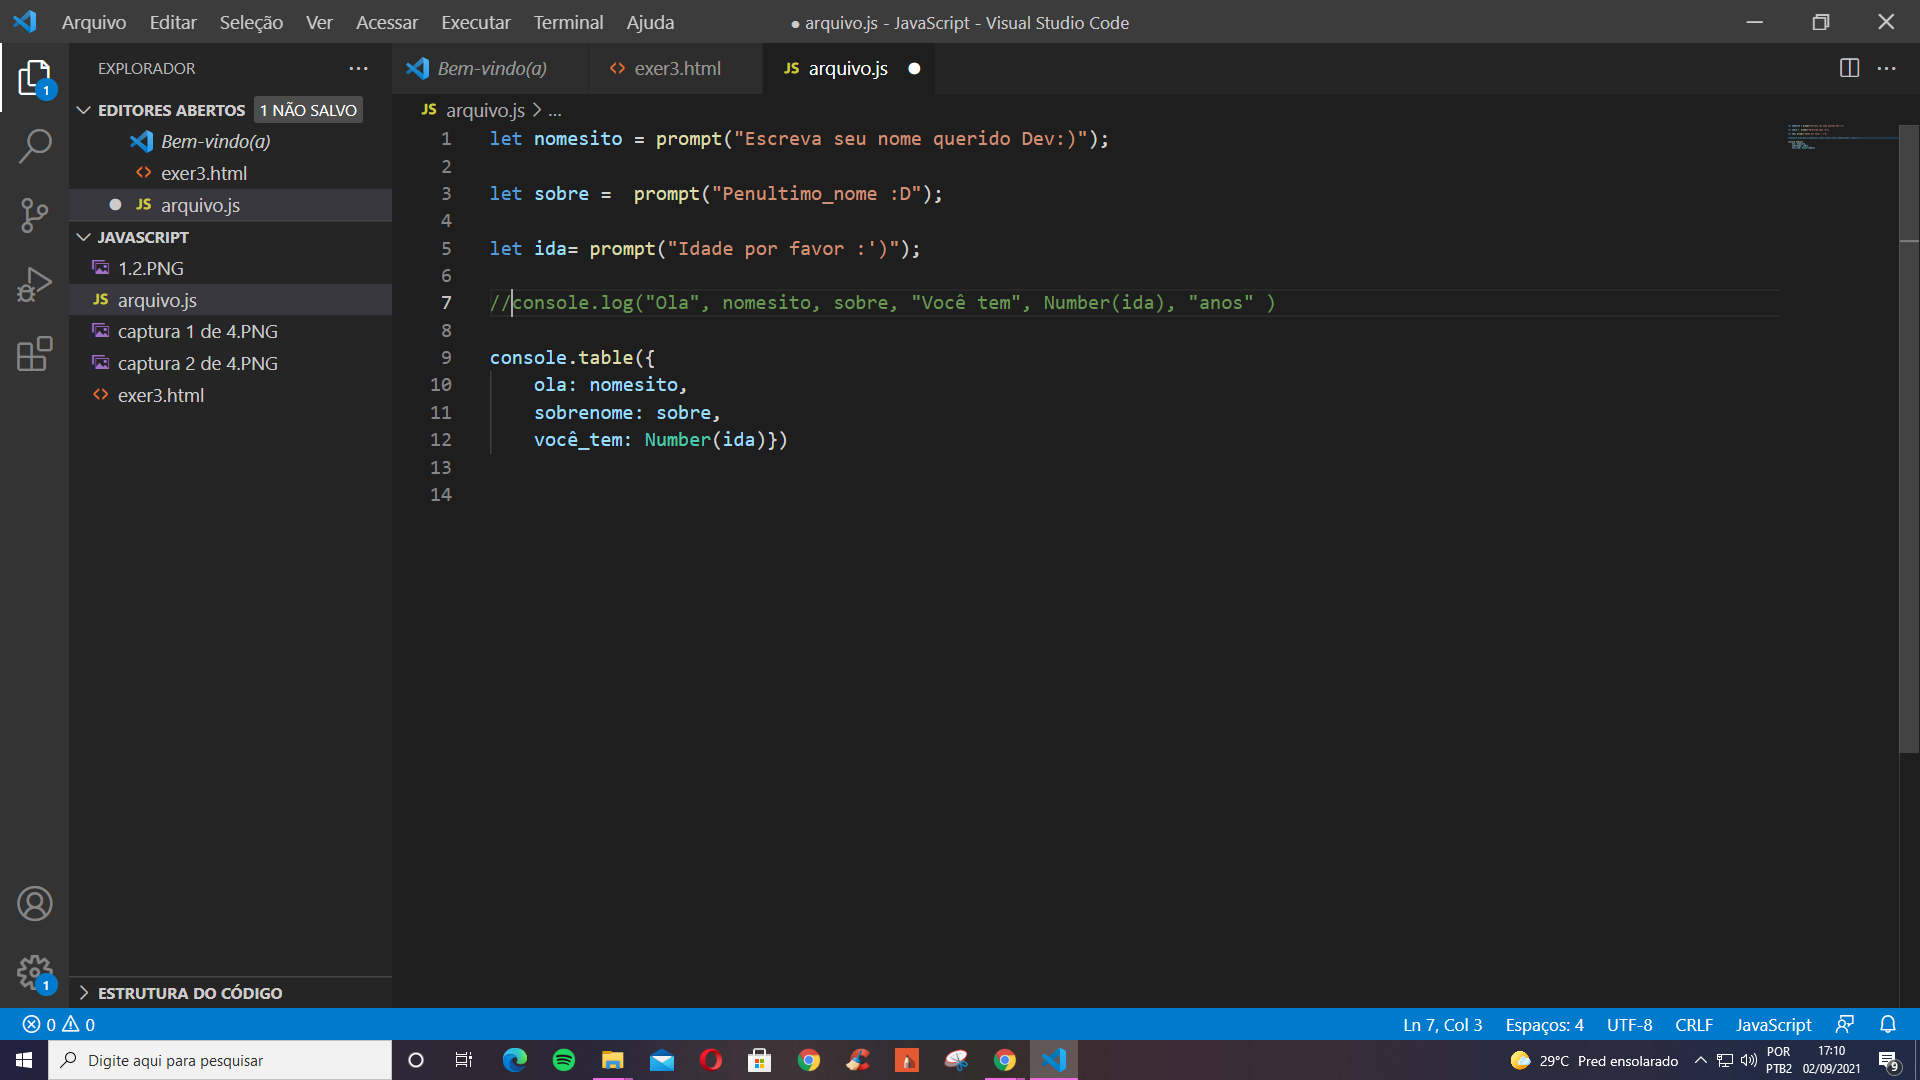 Arquivo Editar Seleção Ver Acessar Executar Terminal Ajuda
● arquivo.js - JavaScript - Visual Studio Code
EXPLORADOR
EDITORES ABERTOS 1 NÃO SALVO
Bem-vindo(a)
exer3.html
JS arquivo.js
JAVASCRIPT
1.2.PNG
JS arquivo.js
captura 1 de 4.PNG
captura 2 de 4.PNG
exer3.html
ESTRUTURA DO CÓDIGO
1
1
Bem-vindo(a) exer3.html JS arquivo.js
JS arquivo.js > ...
1 let nomesito = prompt("Escreva seu nome querido Dev:)");
2
3 let sobre =  prompt("Penultimo_nome :D");
4
5 let ida= prompt("Idade por favor :')");
6
7 //console.log("Ola", nomesito, sobre, "Você tem", Number(ida), "anos" )
8
9 console.table({
10     ola: nomesito,
11     sobrenome: sobre,
12     você_tem: Number(ida)})
13
14
0 0
Ln 7, Col 3 Espaços: 4 UTF-8 CRLF JavaScript
Digite aqui para pesquisar
29°C Pred ensolarado
POR
PTB2
17:10
02/09/2021
9